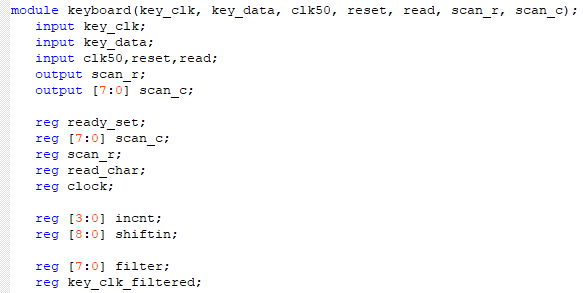 module keyboard(key_clk, key_data, clk50, reset, read, scan_r, scan_c);
input key_clk;
input key_data;
input clk50,reset,read;
output scan_r;
output [7:0] scan_c;
reg ready_set;
reg [7:0] scan_c;
reg scan_r;
reg read_char;
reg clock;
reg [3:0] incnt;
reg [8:0] shiftin;
reg [7:0] filter;
reg key_clk_filtered;